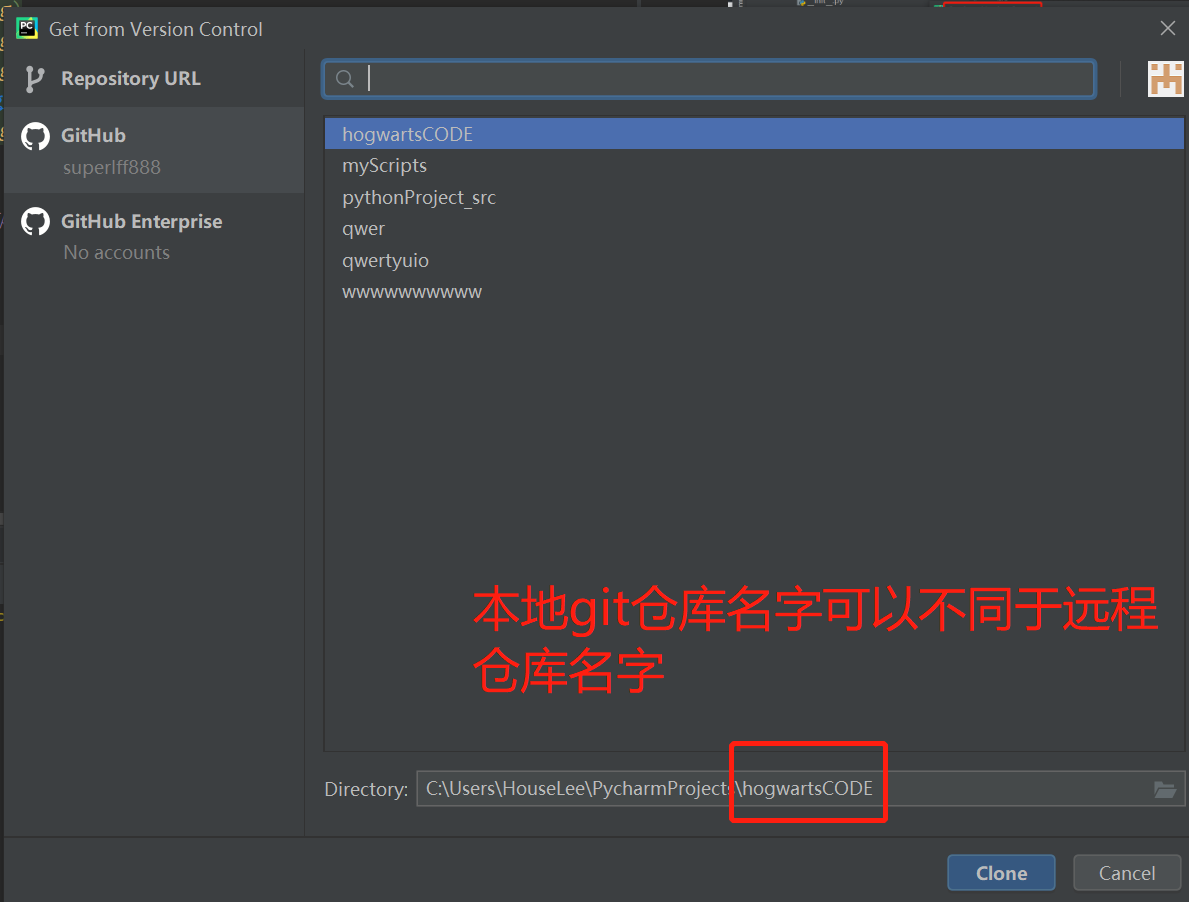 Get from Version Control
Repository URL
GitHub
superlff888
GitHub Enterprise
No accounts
hogwartsCODE
myScripts
pythonProject_src
qwer
qwertyuio
wwwwwwwwww
本地git仓库名字可以不同于远程
仓库名字
Directory: C:\Users\HouseLee\PycharmProjects\hogwartsCODE
Clone
Cancel